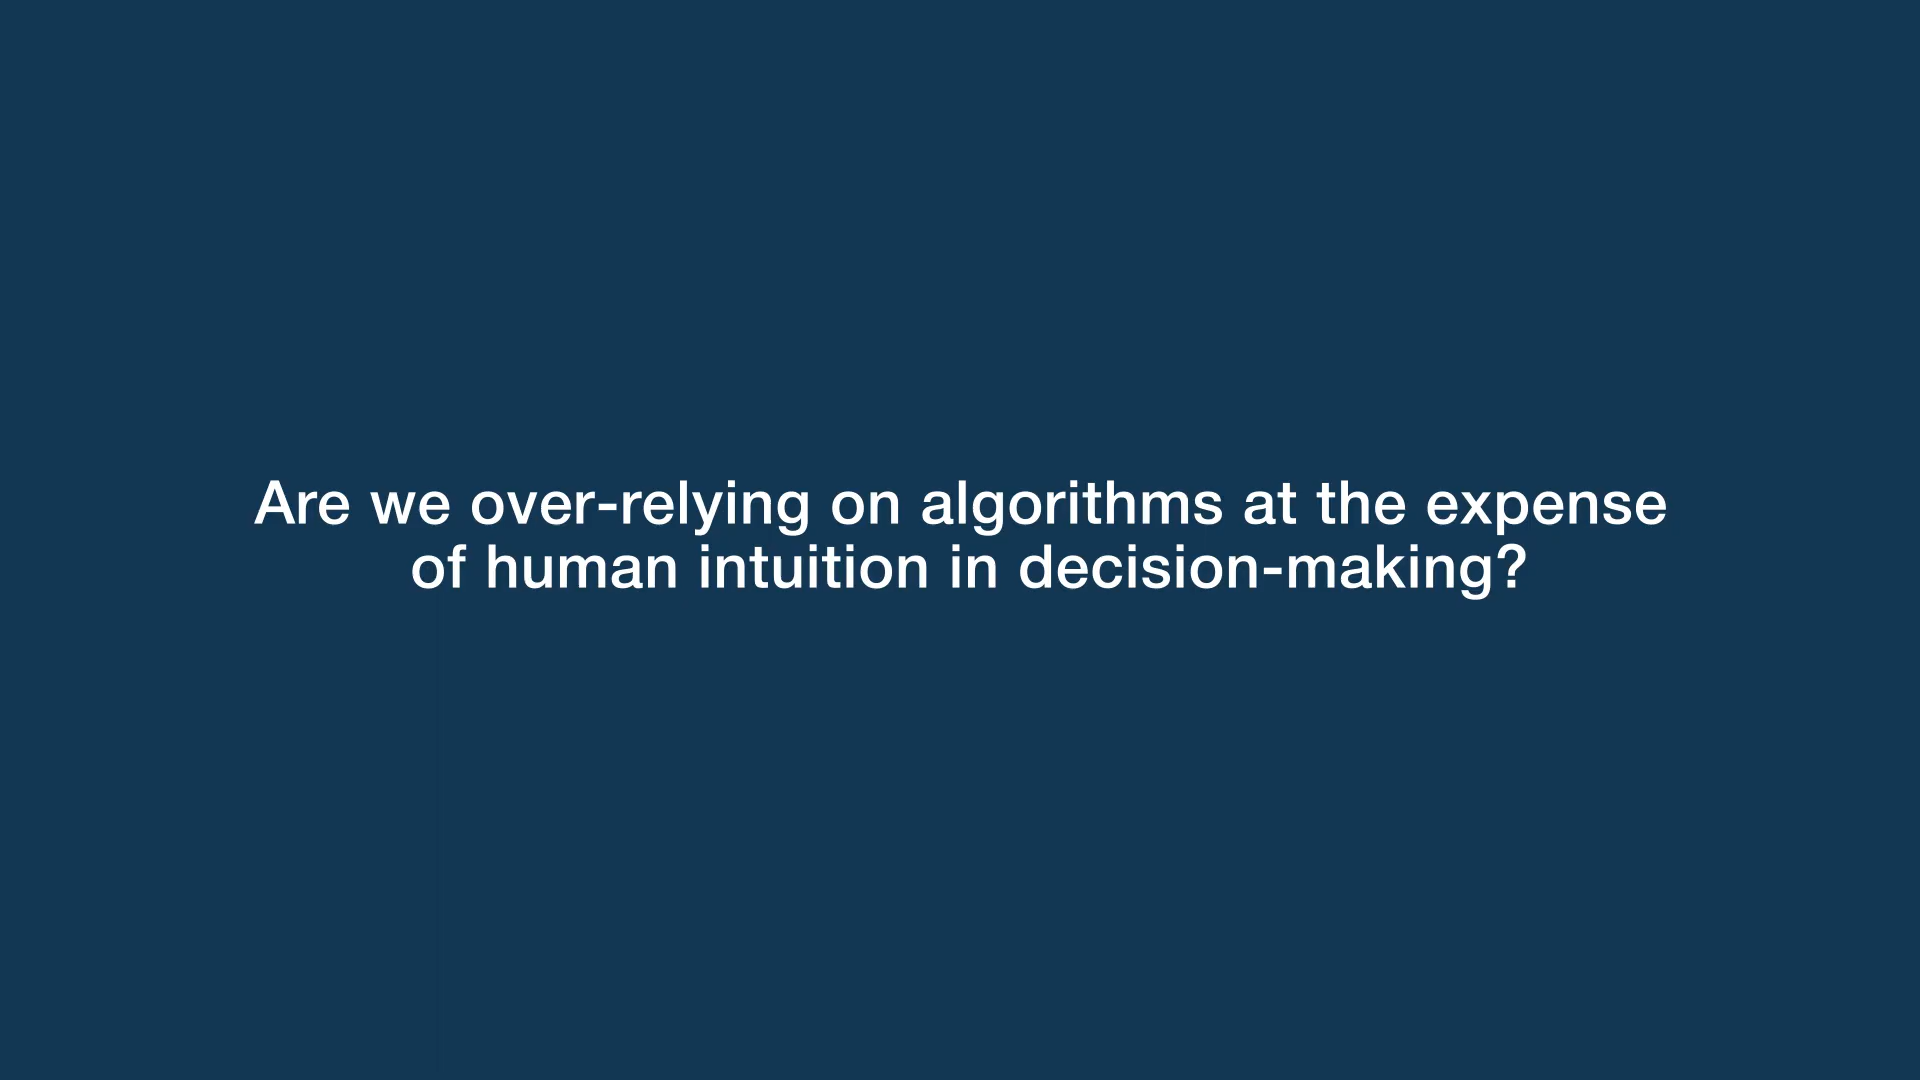 Are we over-relying on algorithms at the expense
of human intuition in decision-making?